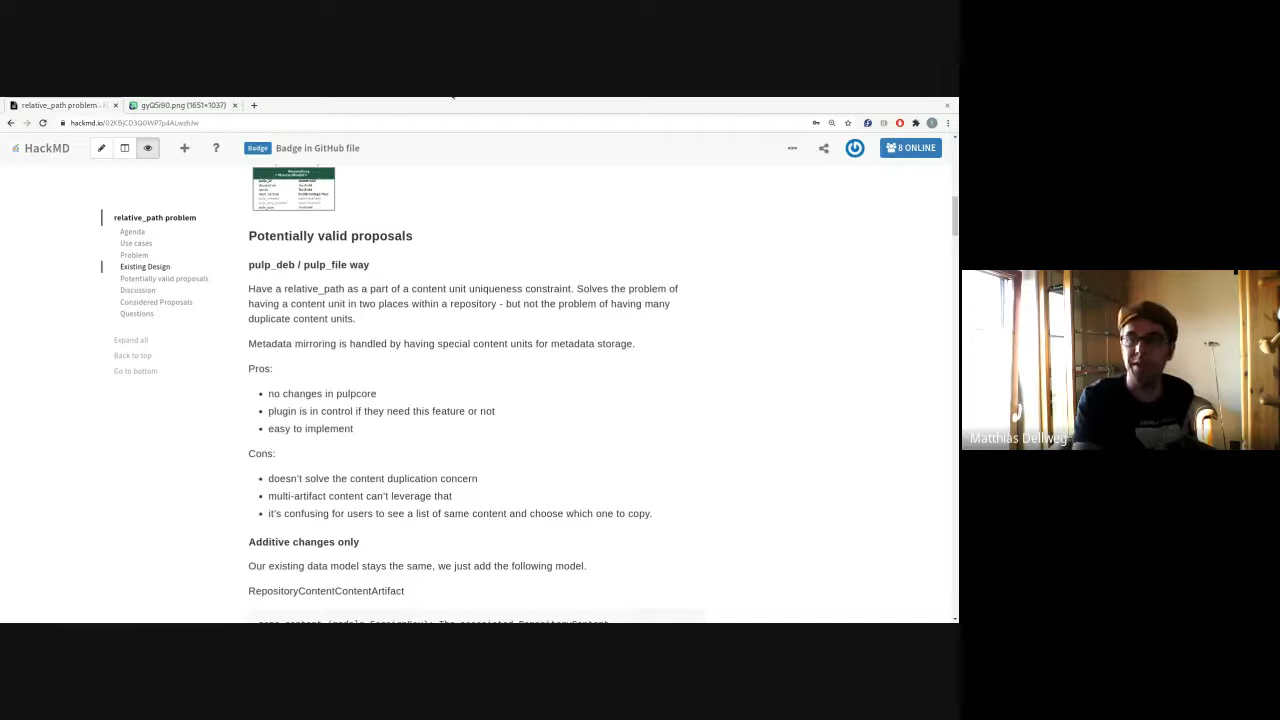 relative_path problem - H
gyQ5i90.png (1651×1037)
hackmd.io/02KBjCD3Q0WP7p4ALwzhJw
HackMD
Badge
Badge in GitHub file
8 ONLINE
Repository
relative_path problem
Agenda
Use cases
Problem
Existing Design
Potentially valid proposals
Discussion
Considered Proposals
Questions
Expand all
Back to top
Go to bottom
Potentially valid proposals
pulp_deb / pulp_file way
Have a relative_path as a part of a content unit uniqueness constraint. Solves the problem of
having a content unit in two places within a repository - but not the problem of having many
duplicate content units.
Metadata mirroring is handled by having special content units for metadata storage.
Pros:
• no changes in pulpcore
• plugin is in control if they need this feature or not
• easy to implement
Cons:
• doesn't solve the content duplication concern
• multi-artifact content can't leverage that
• it's confusing for users to see a list of same content and choose which one to copy.
Additive changes only
Our existing data model stays the same, we just add the following model.
RepositoryContentContentArtifact
Matthias Dellweg